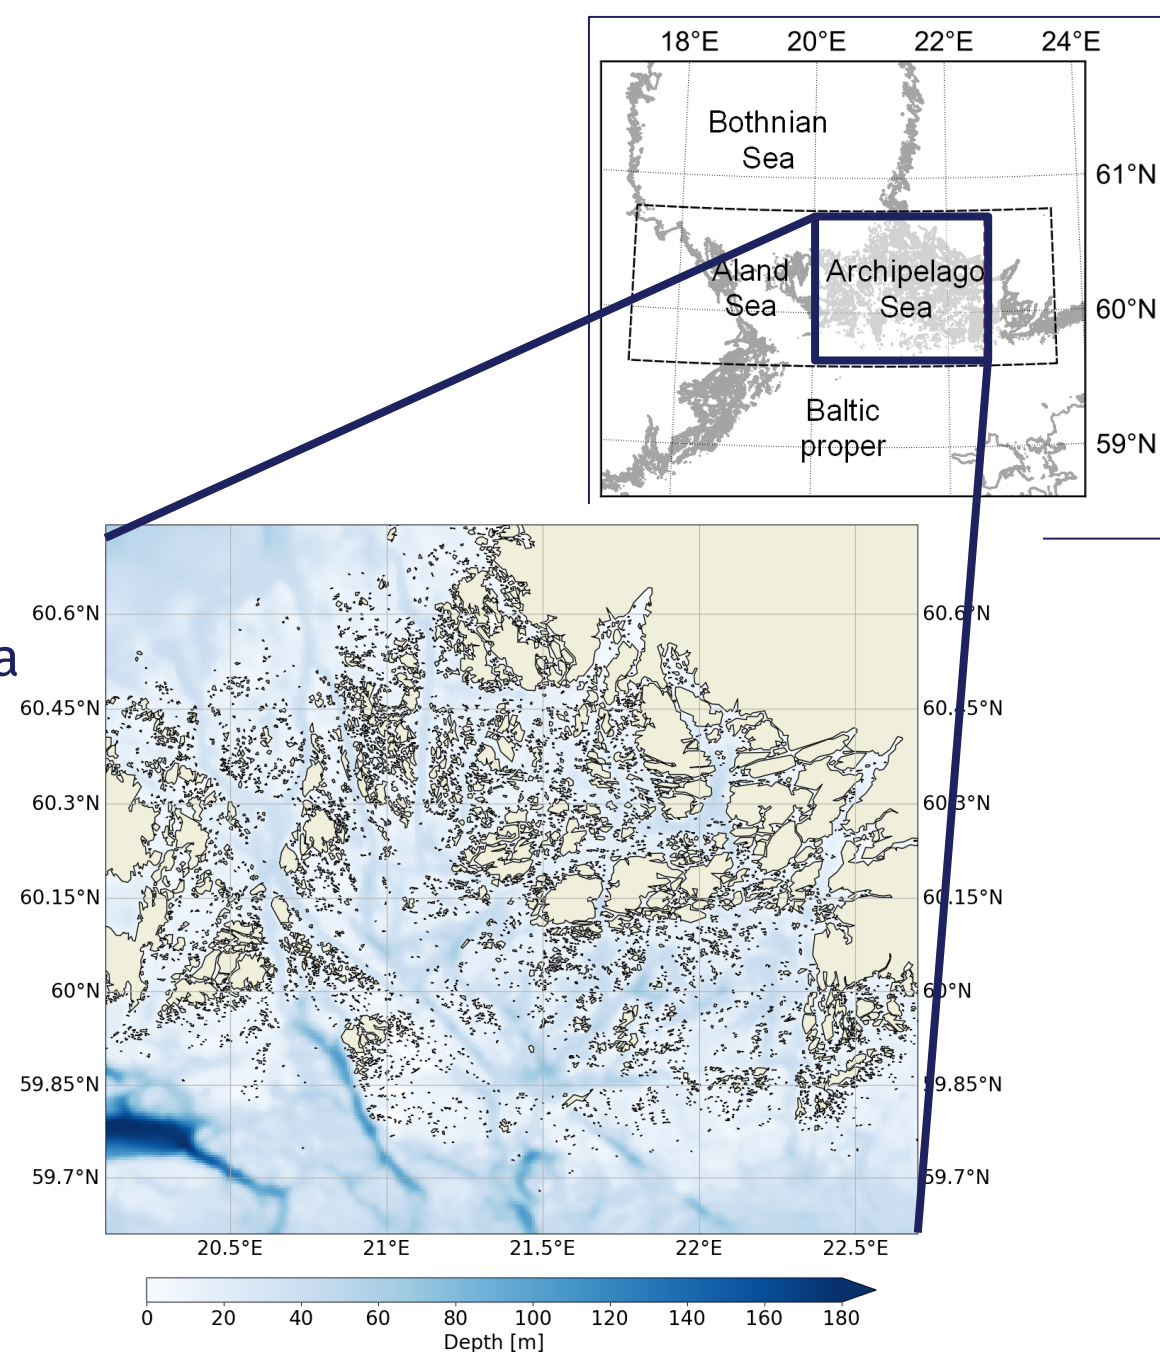 18°E 20°E 22°E 24°E
Bothnian
Sea
61°N
Aland
Sea
Archipelago
Sea
60°N
Baltic
proper
59°N
a
60.6°N 60.6°N
60.45°N 60.45°N
60.3°N 60.3°N
60.15°N 60.15°N
60°N 60°N
59.85°N 59.85°N
59.7°N 59.7°N
20.5°E 21°E 21.5°E 22°E 22.5°E
0 20 40 60 80 100 120 140 160 180
Depth [m]